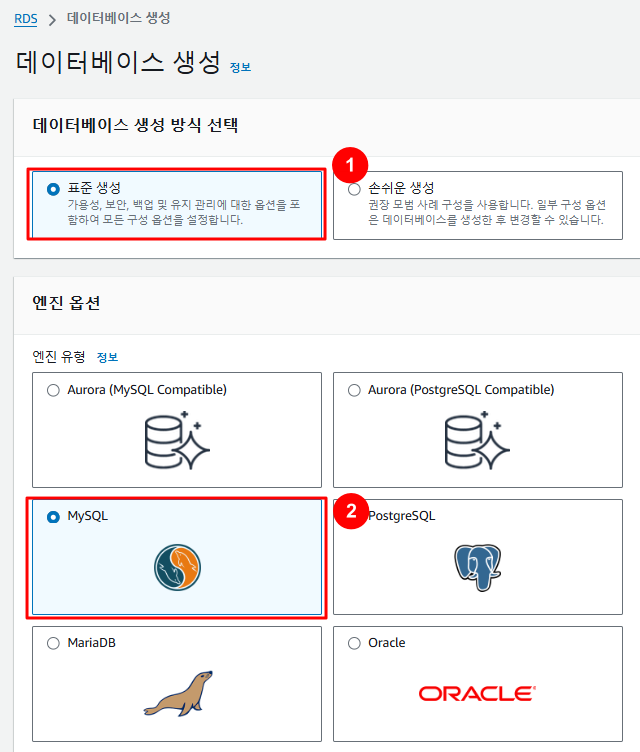 RDS > 데이터베이스 생성
데이터베이스 생성 정보
데이터베이스 생성 방식 선택
1
표준 생성
가용성, 보안, 백업 및 유지 관리에 대한 옵션을 포
함하여 모든 구성 옵션을 설정합니다.
손쉬운 생성
권장 모범 사례 구성을 사용합니다. 일부 구성 옵션
은 데이터베이스를 생성한 후 변경할 수 있습니다.
엔진 옵션
엔진 유형 정보
Aurora (MySQL Compatible)
Aurora (PostgreSQL Compatible)
MySQL
2
PostgreSQL
MariaDB
Oracle
ORACLE